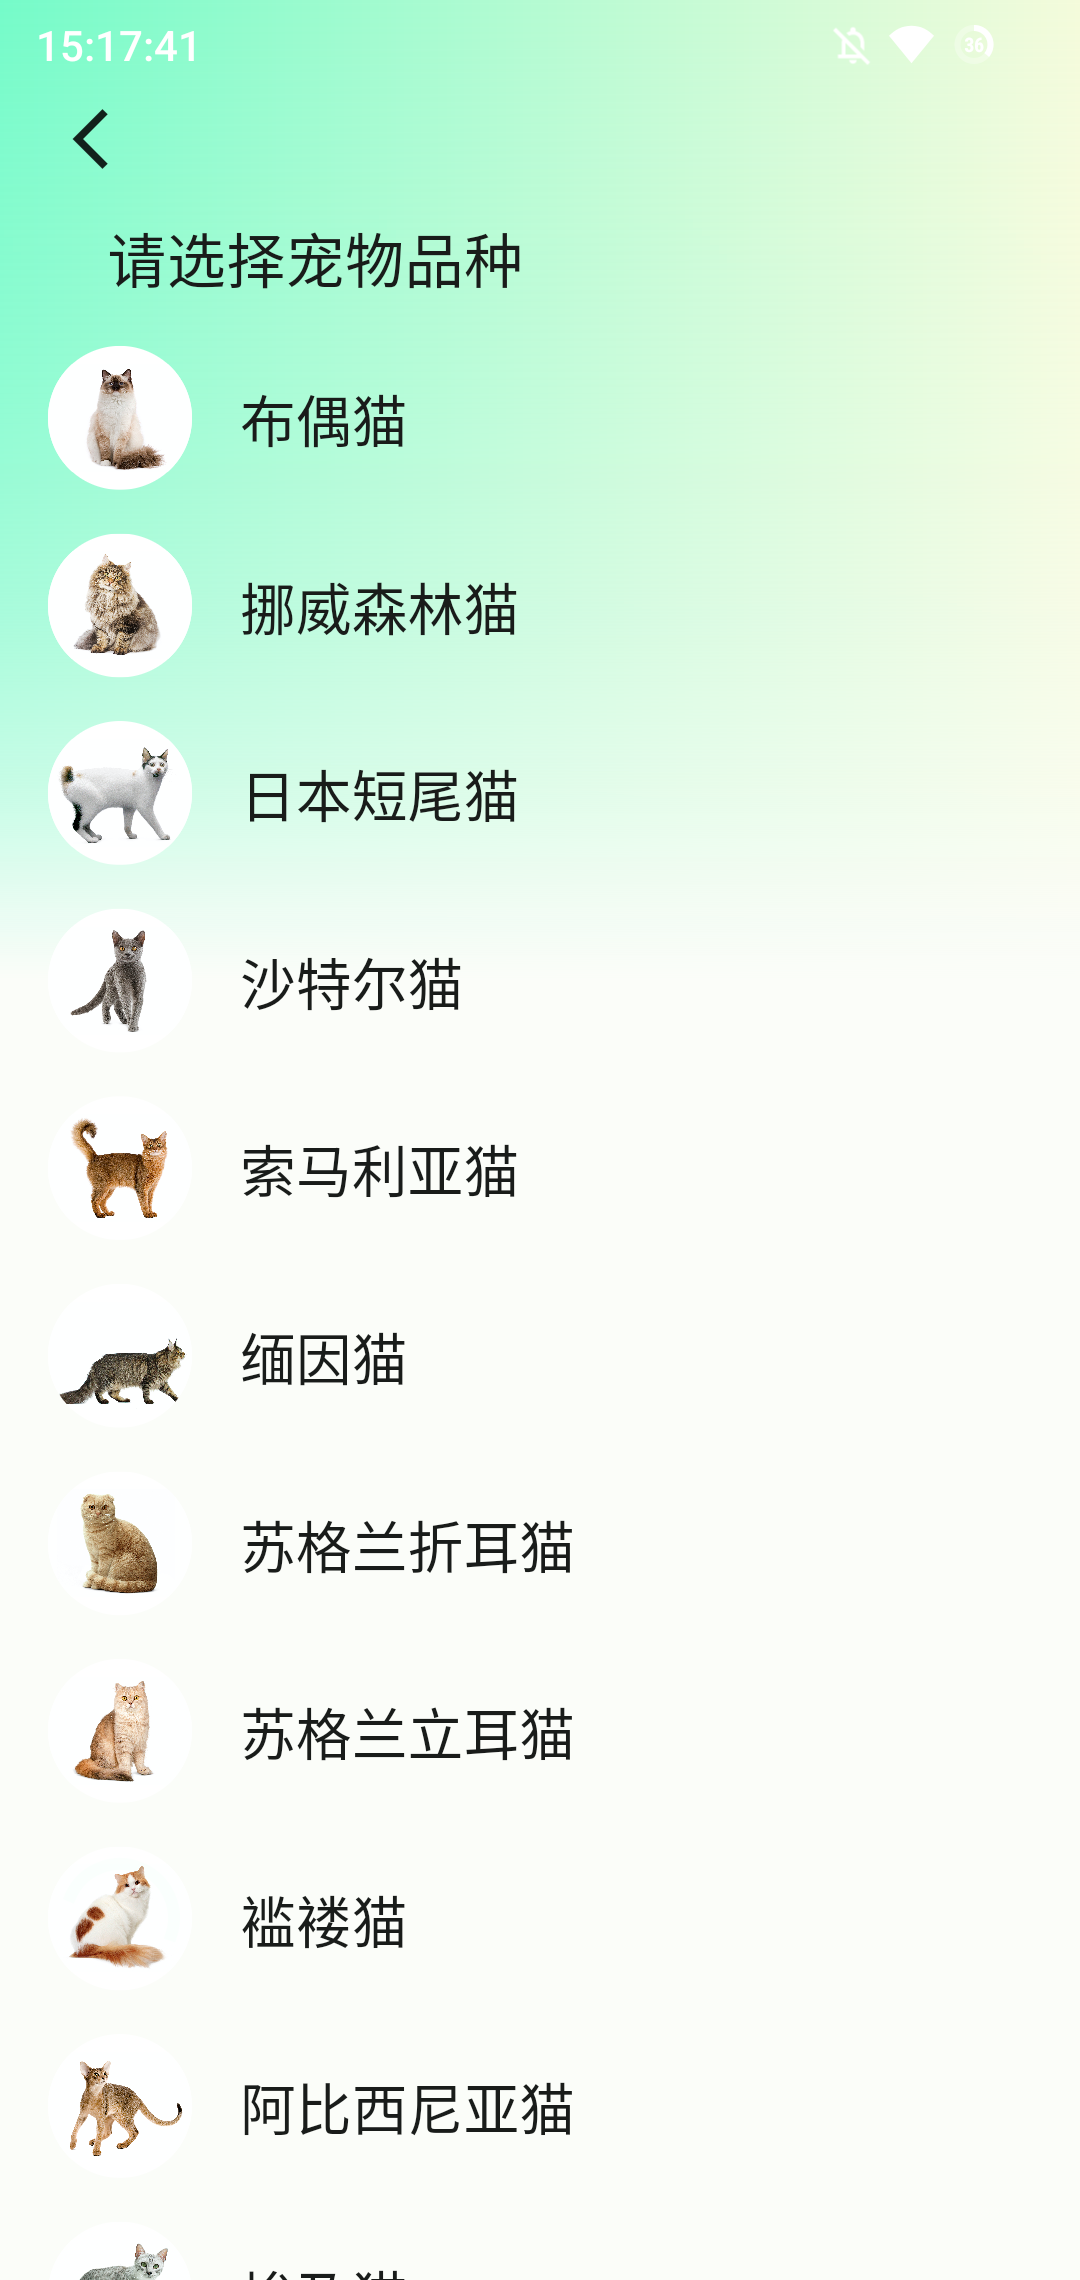 15:17:41
36
请选择宠物品种
布偶猫
挪威森林猫
日本短尾猫
沙特尔猫
索马利亚猫
缅因猫
苏格兰折耳猫
苏格兰立耳猫
褴褛猫
阿比西尼亚猫